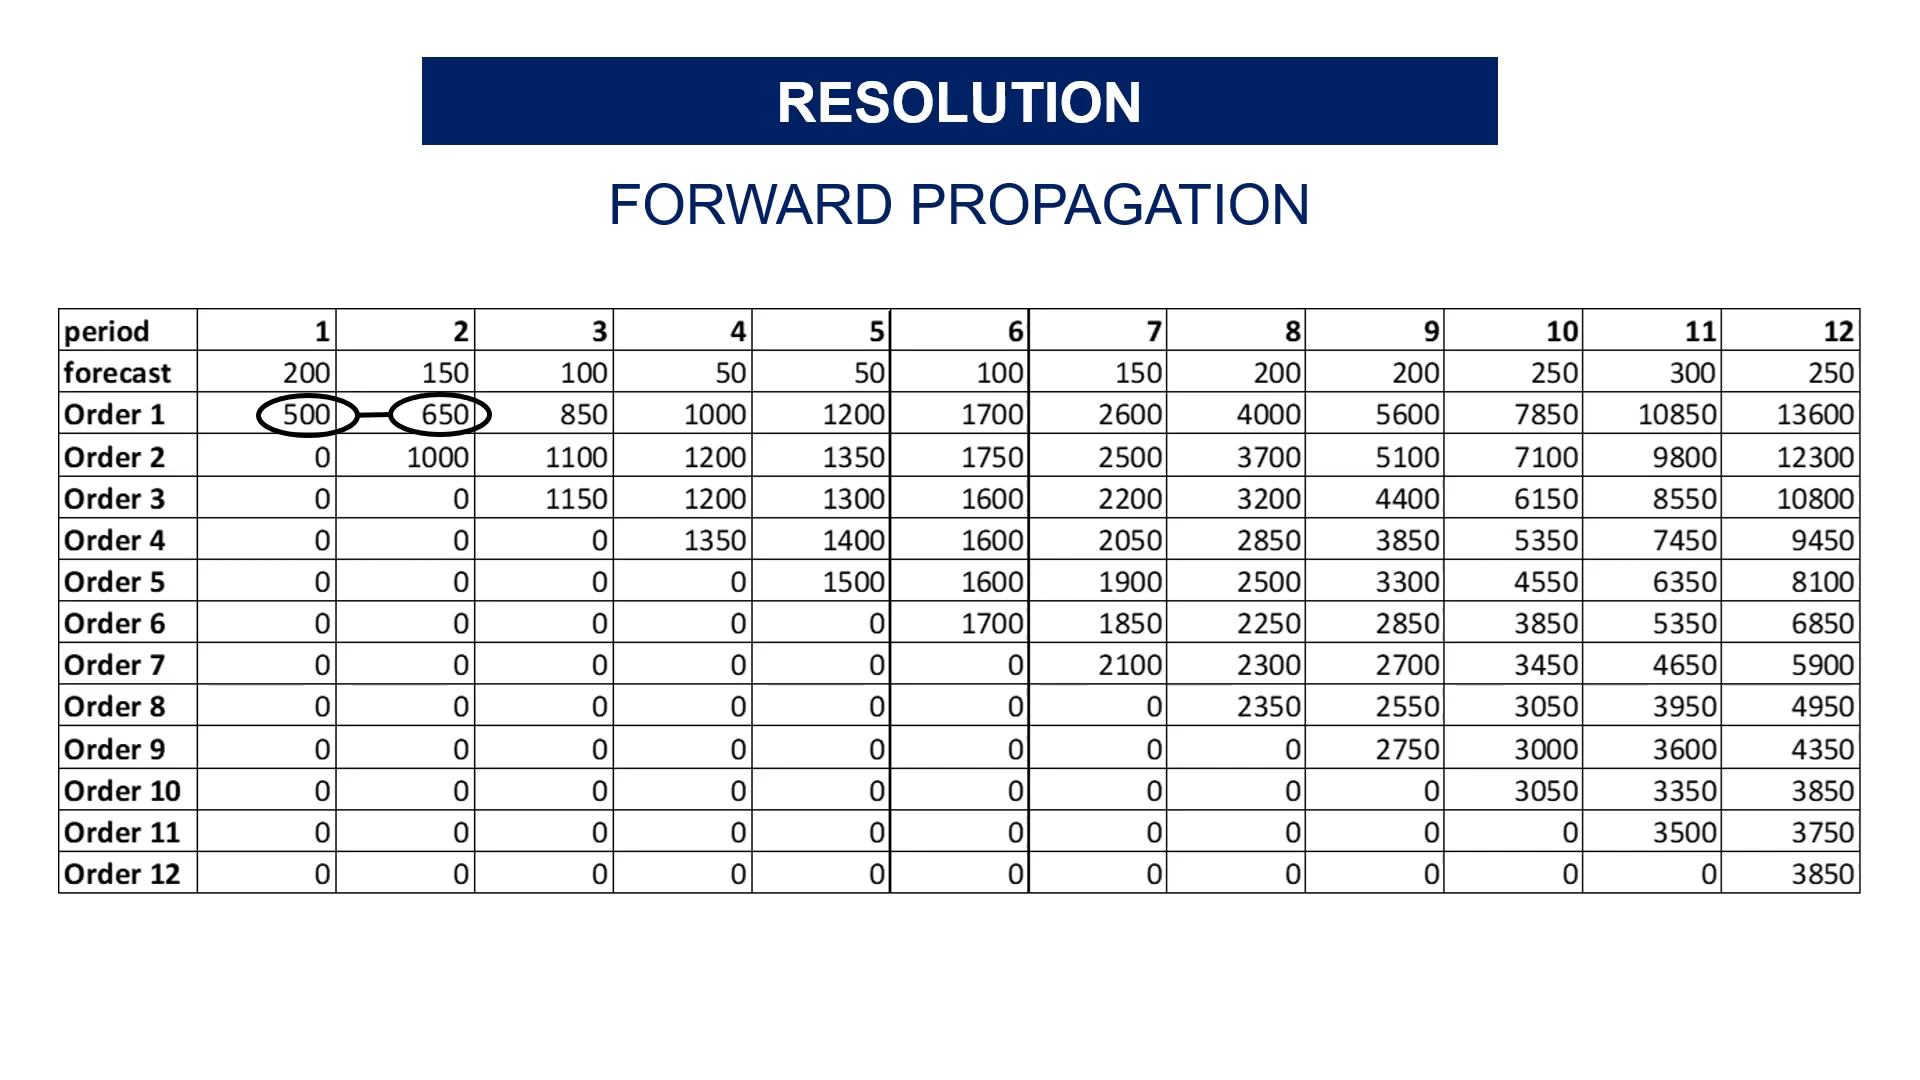 RESOLUTION
FORWARD PROPAGATION
period 1 2 3 4 5 6 7 8 9 10 11 12
forecast 200 150 100 50 50 100 150 200 200 250 300 250
Order 1 500 650 850 1000 1200 1700 2600 4000 5600 7850 10850 13600
Order 2 0 1000 1100 1200 1350 1750 2500 3700 5100 7100 9800 12300
Order 3 0 0 1150 1200 1300 1600 2200 3200 4400 6150 8550 10800
Order 4 0 0 0 1350 1400 1600 2050 2850 3850 5350 7450 9450
Order 5 0 0 0 0 1500 1600 1900 2500 3300 4550 6350 8100
Order 6 0 0 0 0 0 1700 1850 2250 2850 3850 5350 6850
Order 7 0 0 0 0 0 0 2100 2300 2700 3450 4650 5900
Order 8 0 0 0 0 0 0 0 2350 2550 3050 3950 4950
Order 9 0 0 0 0 0 0 0 0 2750 3000 3600 4350
Order 10 0 0 0 0 0 0 0 0 0 3050 3350 3850
Order 11 0 0 0 0 0 0 0 0 0 0 3500 3750
Order 12 0 0 0 0 0 0 0 0 0 0 0 3850